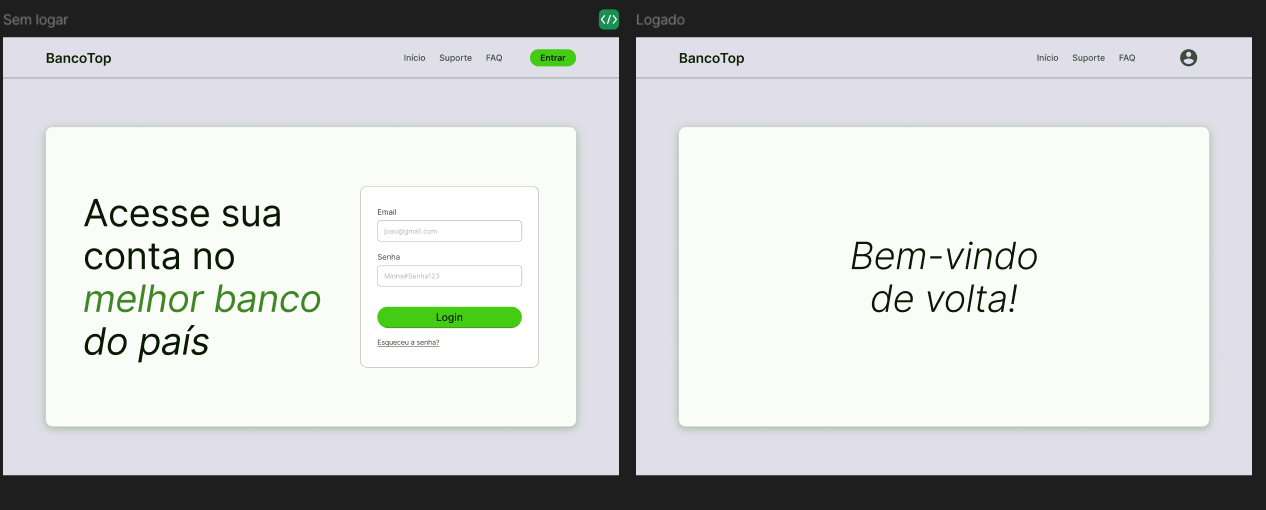 Sem logar
BancoTop
Início Suporte FAQ Entrar
Acesse sua
conta no
melhor banco
do país
Email
joao@gmail.com
Senha
Minha#Senha123
Login
Esqueceu a senha?
Logado
BancoTop
Início Suporte FAQ
Bem-vindo
de volta!